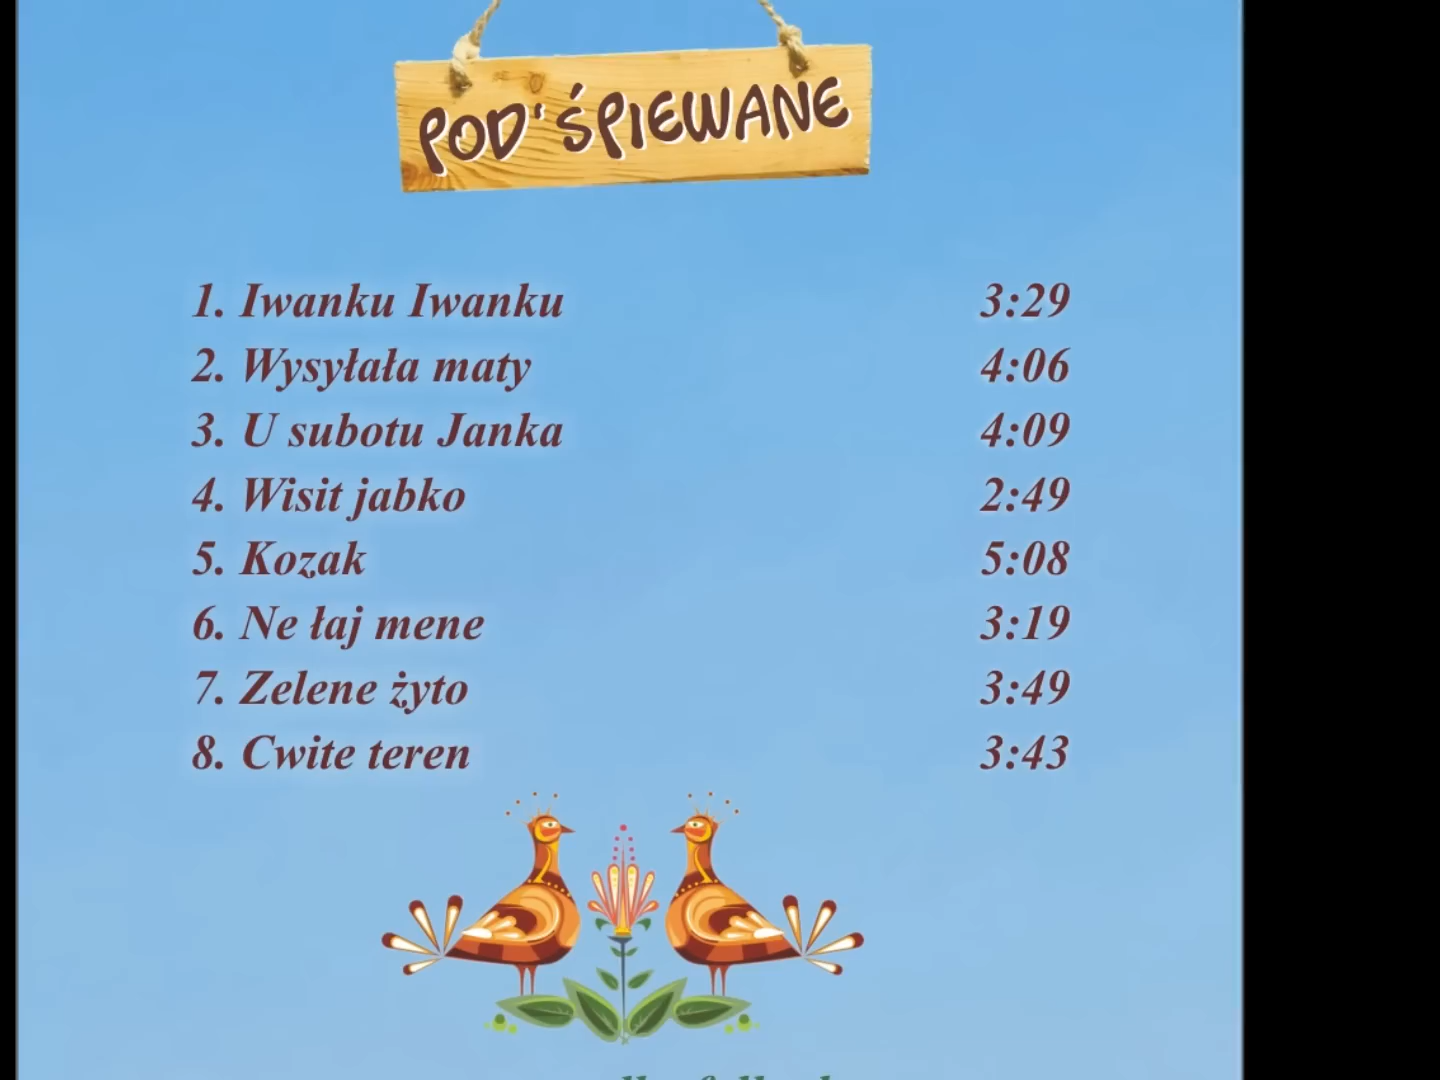 POD'ŚPIEWANE
1. Iwanku Iwanku 3:29
2. Wysyłała maty 4:06
3. U subotu Janka 4:09
4. Wisit jabko 2:49
5. Kozak 5:08
6. Ne łaj mene 3:19
7. Zelene żyto 3:49
8. Cwite teren 3:43